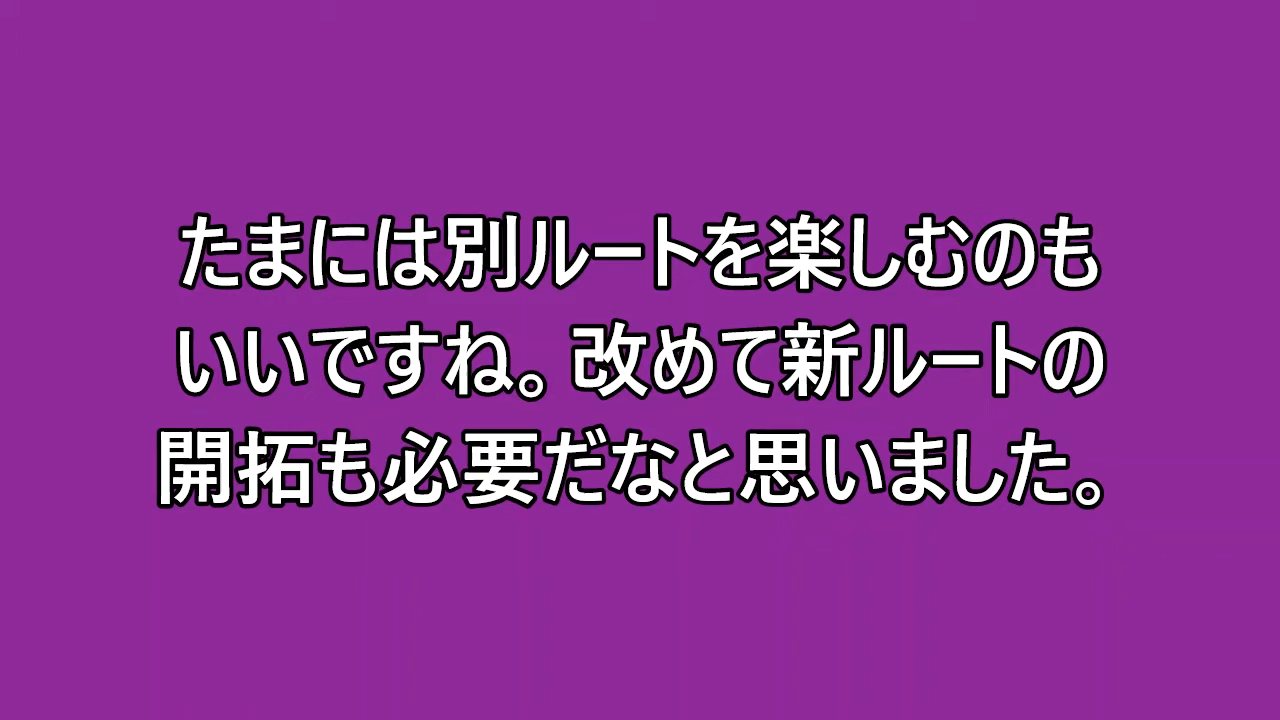 たまには別ルートを楽しむのも
いいですね。改めて新ルートの
開拓も必要だなと思いました。